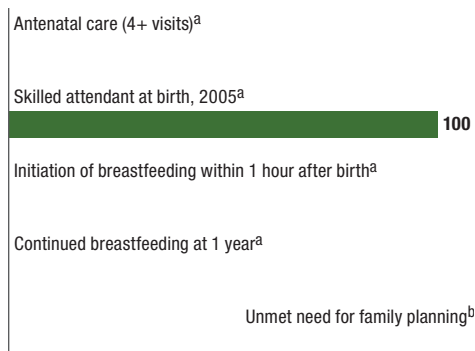 Antenatal care (4+ visits)a
Skilled attendant at birth, 2005a
100
Initiation of breastfeeding within 1 hour after birtha
Continued breastfeeding at 1 yeara
Unmet need for family planningb